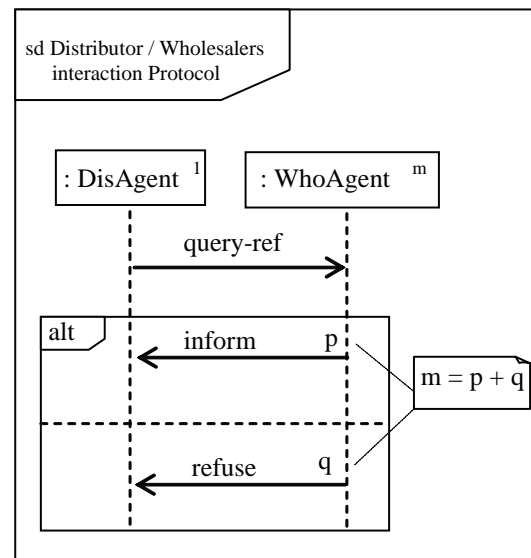 sd Distributor / Wholesalers
interaction Protocol
: DisAgent 1
: WhoAgent m
query-ref
alt
inform p
m = p + q
refuse q